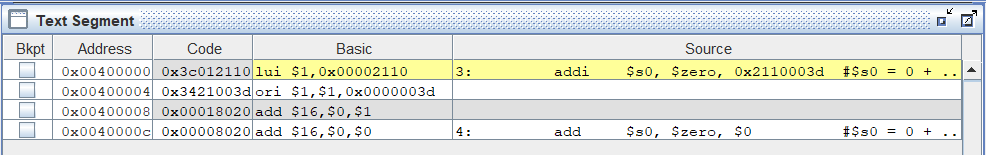 Text Segment
Bkpt Address Code Basic Source
0x00400000 0x3c012110 lui $1,0x00002110 3: addi $s0, $zero, 0x2110003d #$s0 = 0 + ..
0x00400004 0x3421003d ori $1,$1,0x0000003d
0x00400008 0x00018020 add $16,$0,$1
0x0040000c 0x00008020 add $16,$0,$0 4: add $s0, $zero, $0 #$s0 = 0 + ..